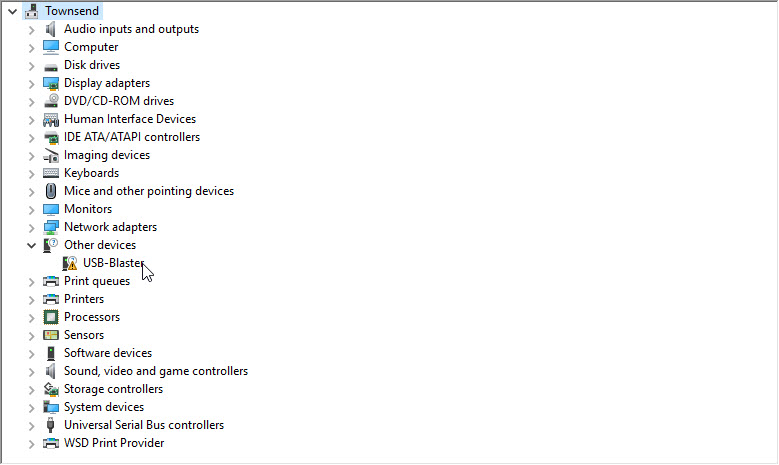 Townsend
Audio inputs and outputs
Computer
Disk drives
Display adapters
DVD/CD-ROM drives
Human Interface Devices
IDE ATA/ATAPI controllers
Imaging devices
Keyboards
Mice and other pointing devices
Monitors
Network adapters
Other devices
USB-Blaster
Print queues
Printers
Processors
Sensors
Software devices
Sound, video and game controllers
Storage controllers
System devices
Universal Serial Bus controllers
WSD Print Provider